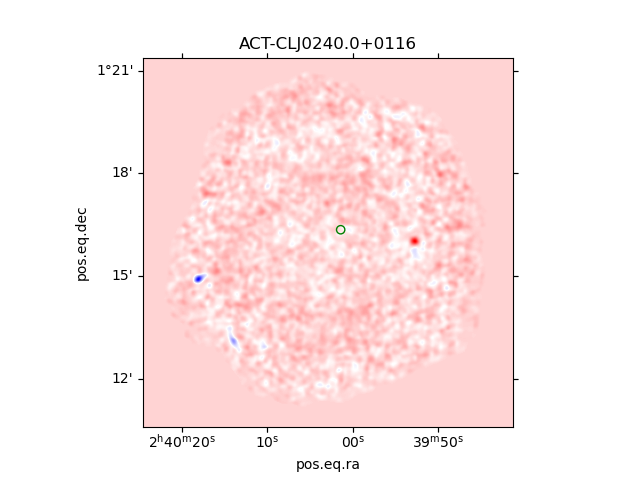 ACT-CLJ0240.0+0116
1°21'
18'
15'
12'
pos.eq.dec
2ʰ40ᵐ20ˢ 10ˢ 00ˢ 39ᵐ50ˢ
pos.eq.ra